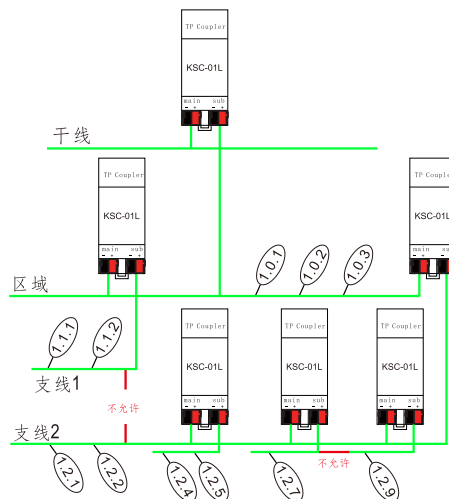 TP Coupler
KSC-01L
main sub
- + - +
干线
TP Coupler
KSC-01L
main sub
- + - +
TP Coupler
KSC-01L
main sub
- + - +
1.0.1
1.0.2
1.0.3
区域
1.1.1
1.1.2
支线1
不允许
TP Coupler
KSC-01L
main sub
- + - +
TP Coupler
KSC-01L
main sub
- + - +
TP Coupler
KSC-01L
main sub
- + - +
支线2
1.2.1
1.2.2
1.2.4
1.2.5
1.2.7
不允许
1.2.9